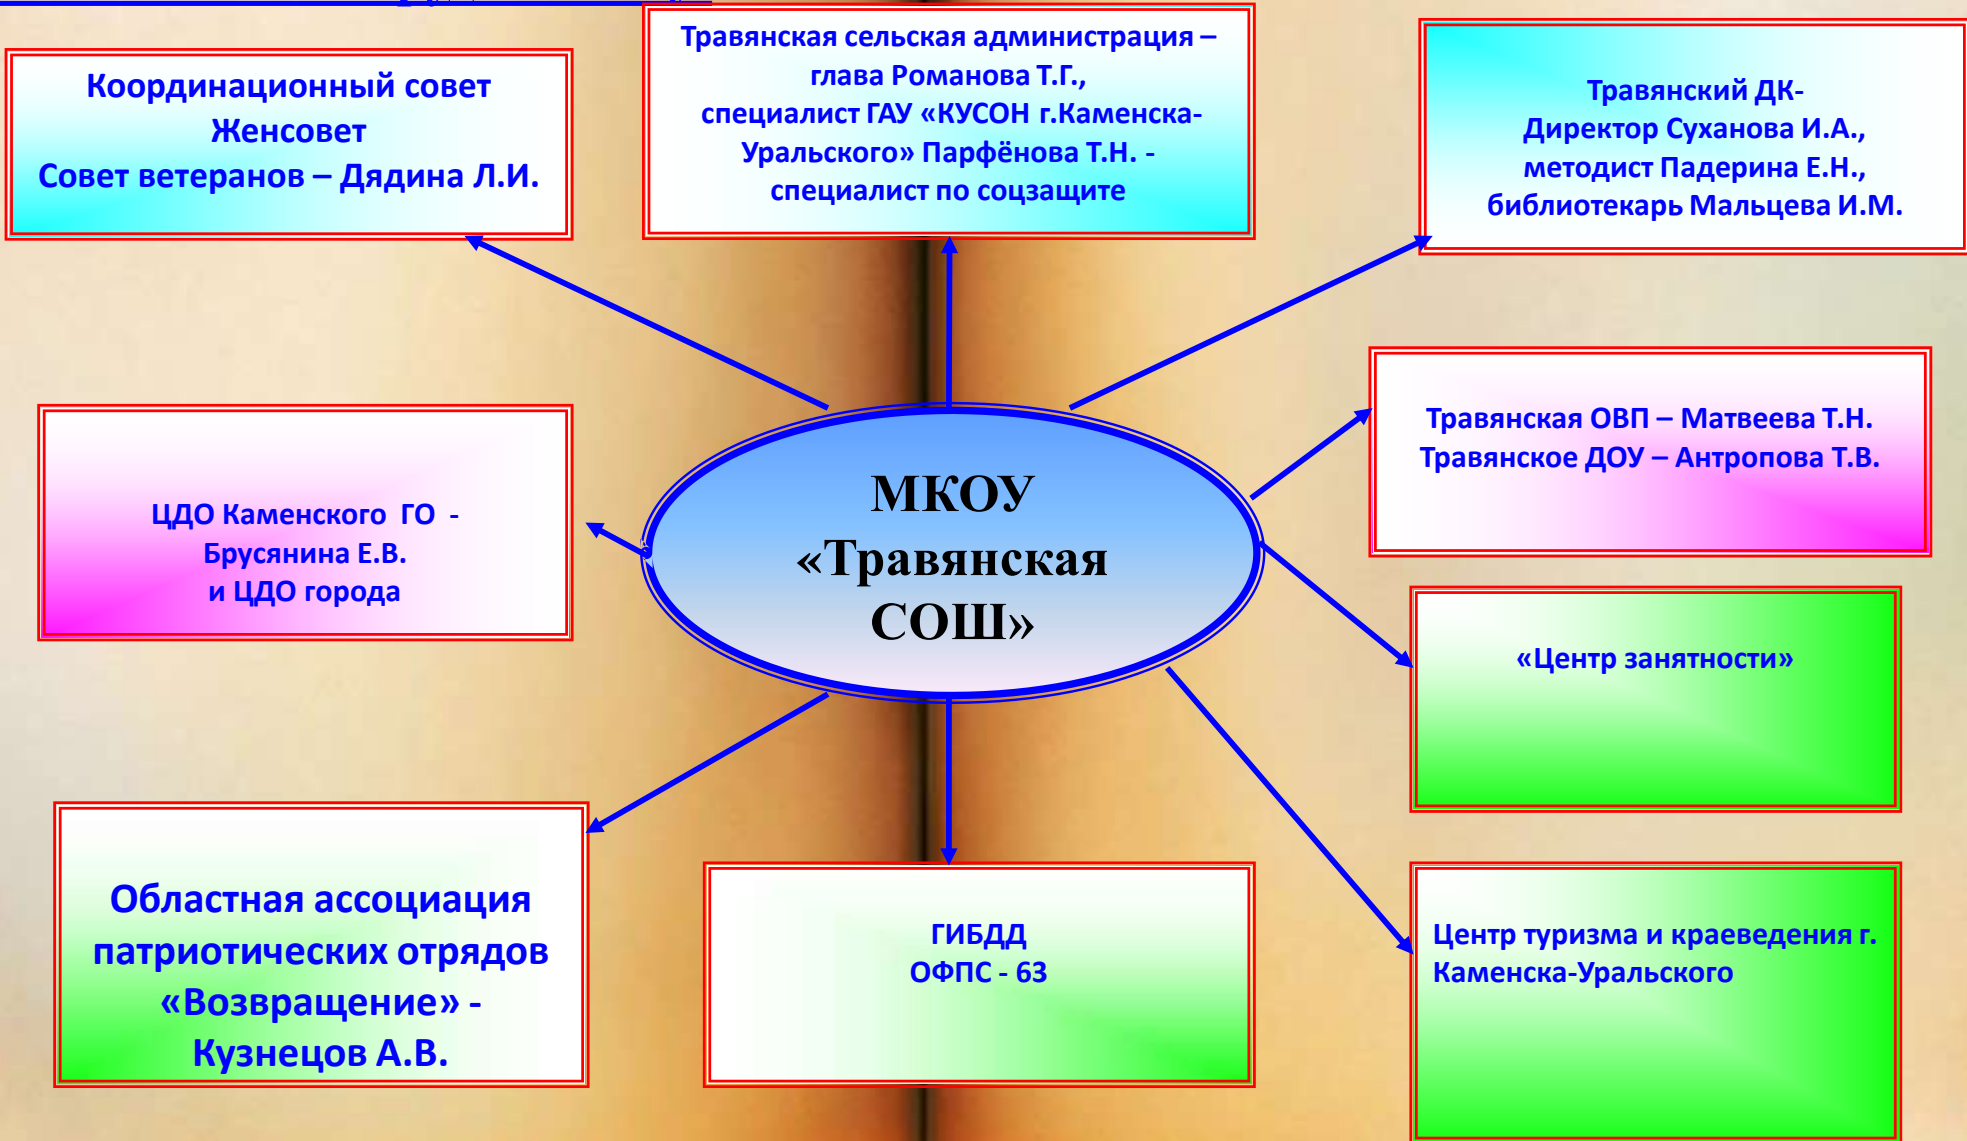 Координационный совет
Женсовет
Совет ветеранов – Дядина Л.И.
Травянская сельская администрация –
глава Романова Т.Г.,
специалист ГАУ «КУСОН г.Каменска-
Уральского» Парфёнова Т.Н. -
специалист по соцзащите
Травянский ДК-
Директор Суханова И.А.,
методист Падерина Е.Н.,
библиотекарь Мальцева И.М.
ЦДО Каменского ГО -
Брусянина Е.В.
и ЦДО города
МКОУ
«Травянская
СОШ»
Травянская ОВП – Матвеева Т.Н.
Травянское ДОУ – Антропова Т.В.
«Центр занятности»
Областная ассоциация
патриотических отрядов
«Возвращение» -
Кузнецов А.В.
ГИБДД
ОФПС - 63
Центр туризма и краеведения г.
Каменска-Уральского